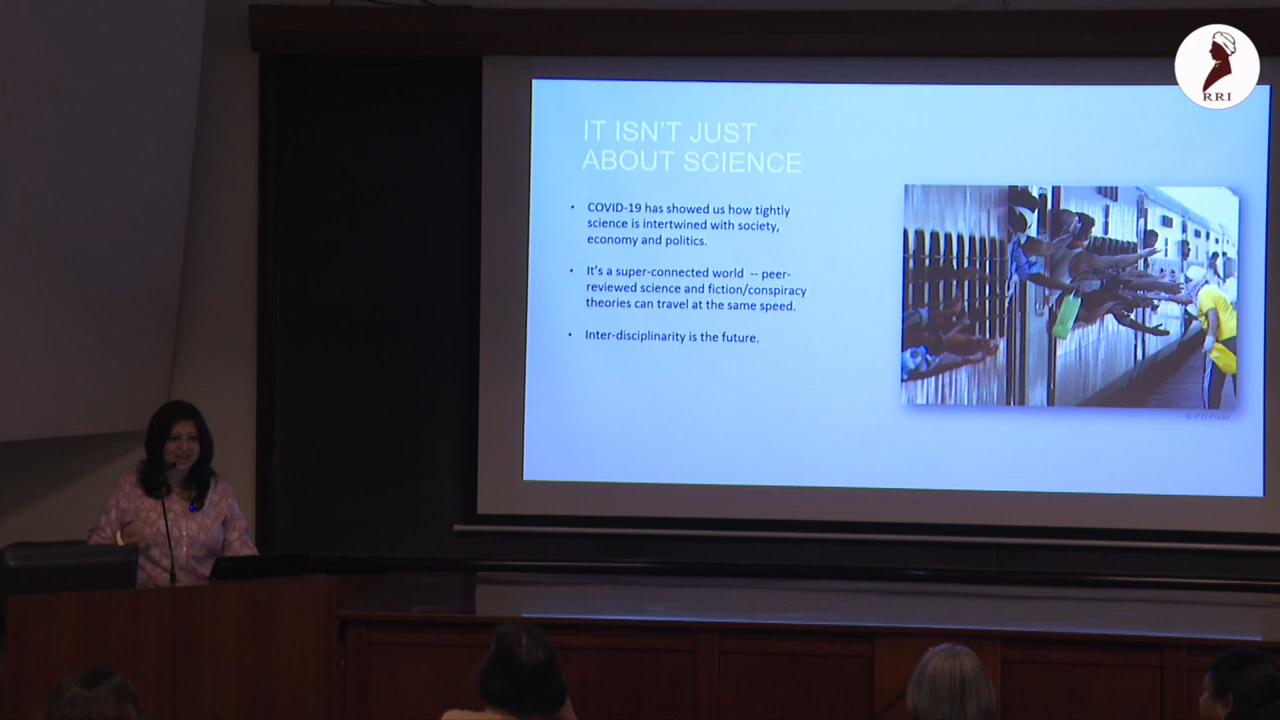 RRI
IT ISN'T JUST
ABOUT SCIENCE
• COVID-19 has showed us how tightly
science is intertwined with society,
economy and politics.
• It's a super-connected world -- peer-
reviewed science and fiction/conspiracy
theories can travel at the same speed.
• Inter-disciplinarity is the future.